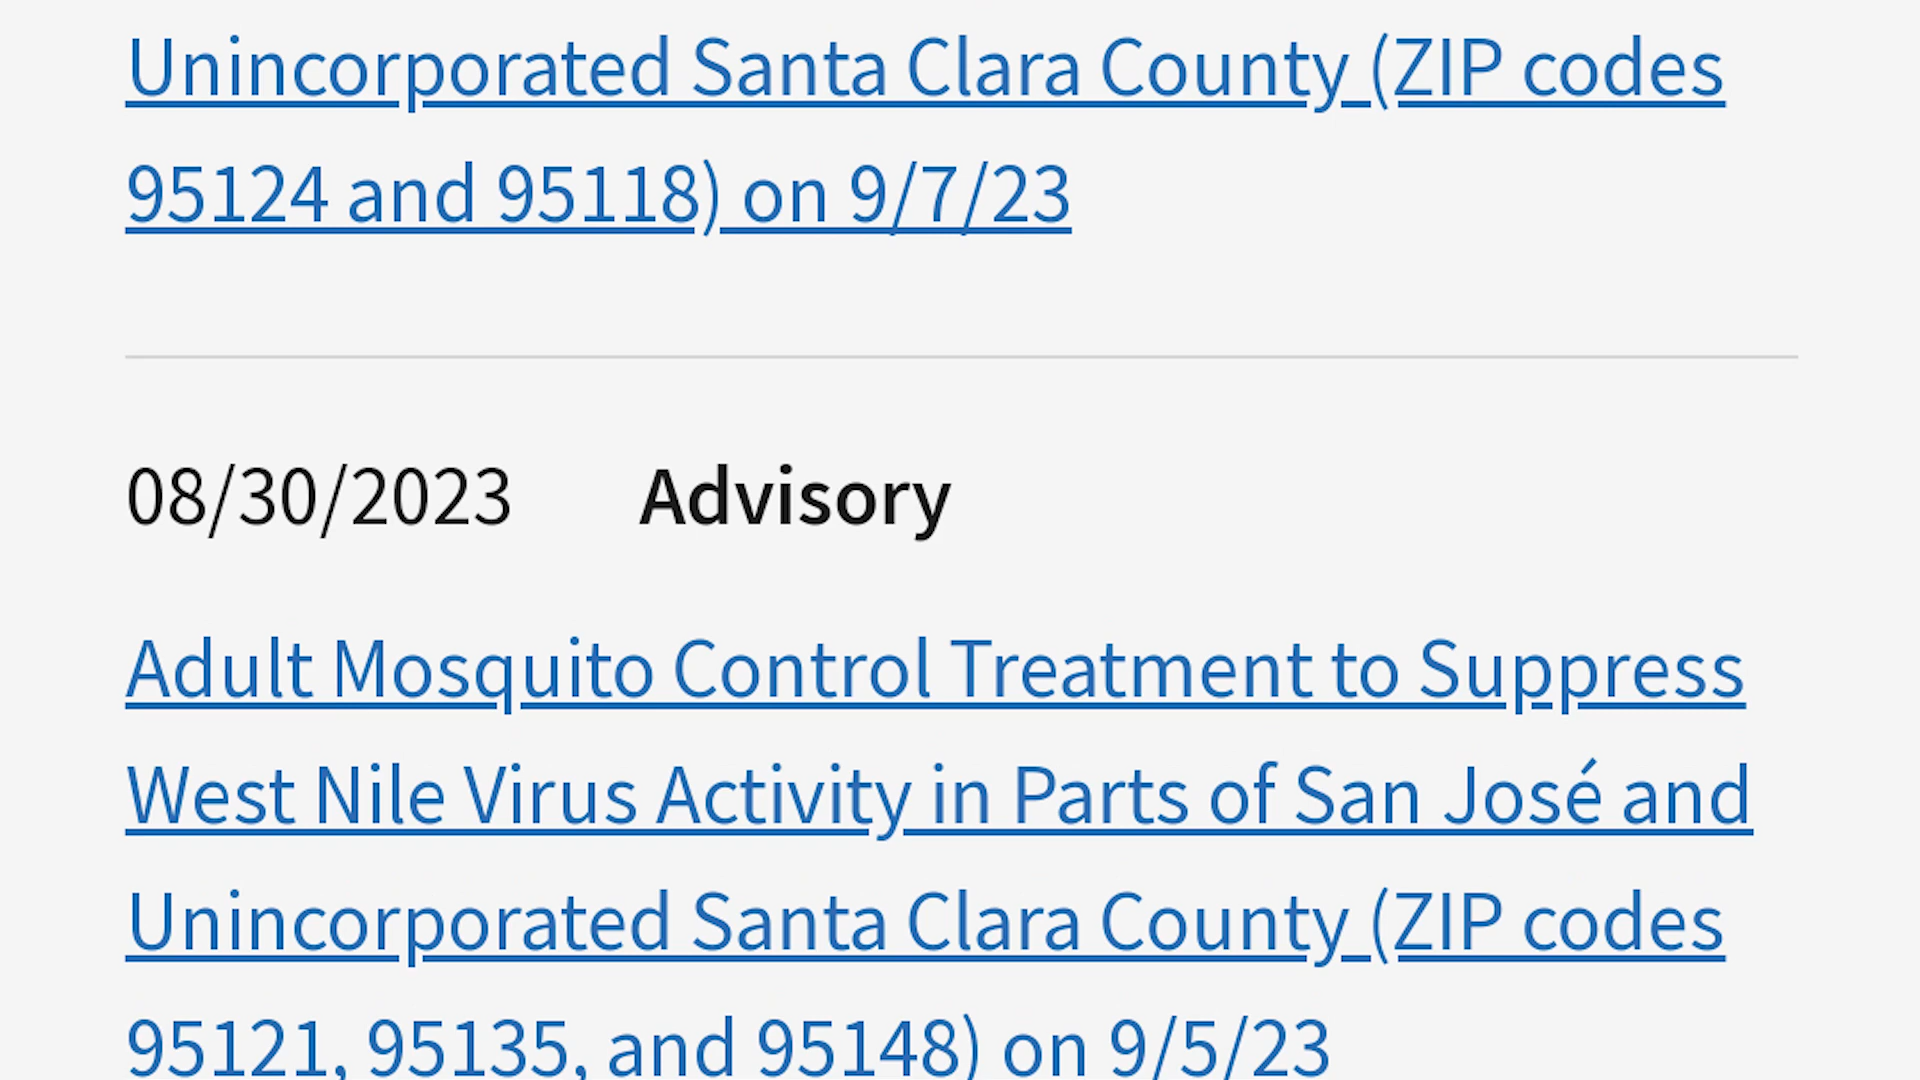 Unincorporated Santa Clara County (ZIP codes
95124 and 95118) on 9/7/23
08/30/2023 Advisory
Adult Mosquito Control Treatment to Suppress
West Nile Virus Activity in Parts of San José and
Unincorporated Santa Clara County (ZIP codes
95121, 95135, and 95148) on 9/5/23